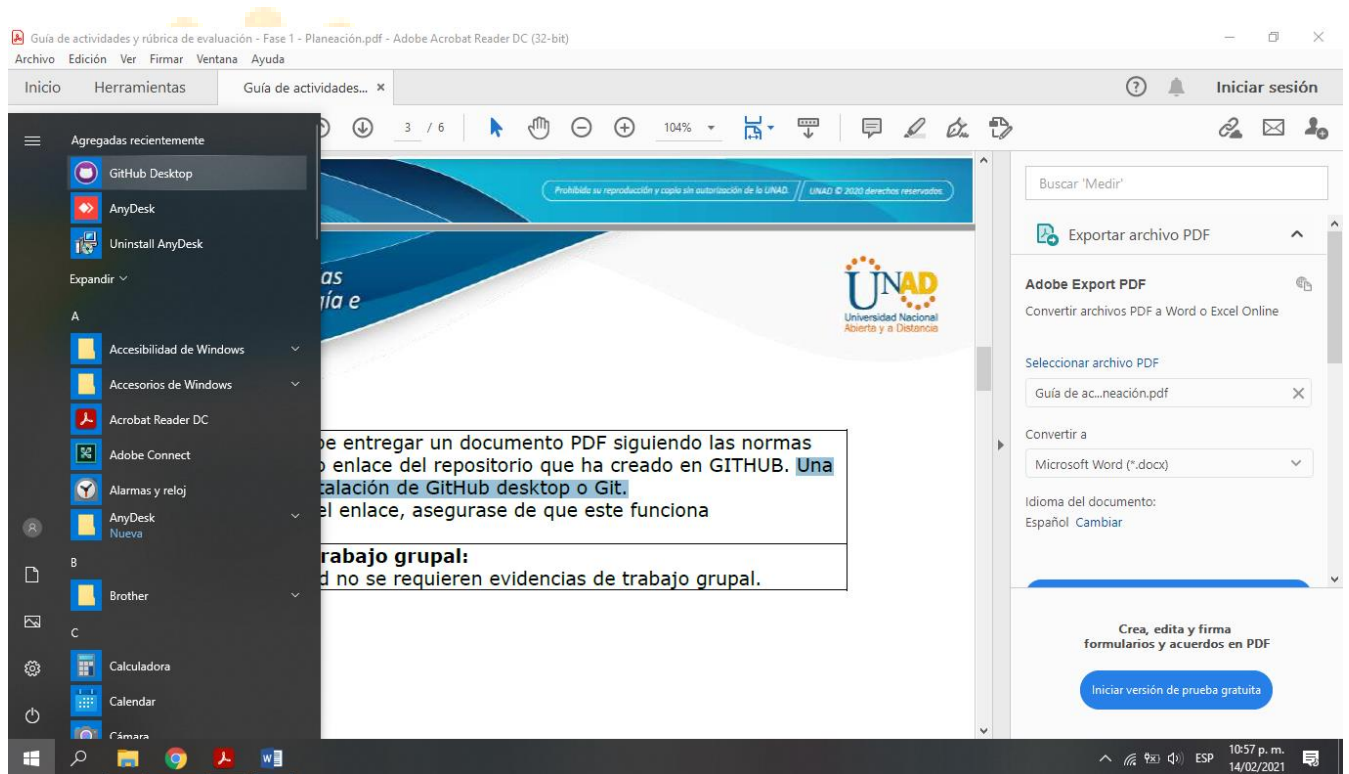 Guía de actividades y rúbrica de evaluación - Fase 1 - Planeación.pdf - Adobe Acrobat Reader DC (32-bit)
Archivo Edición Ver Firmar Ventana Ayuda
Inicio Herramientas Guía de actividades... × Iniciar sesión
3 / 6 104%
Agregadas recientemente
GitHub Desktop
AnyDesk
Uninstall AnyDesk
Expandir
A
Accesibilidad de Windows
Accesorios de Windows
Acrobat Reader DC
Adobe Connect
Alarmas y reloj
AnyDesk
Nueva
B
Brother
C
Calculadora
Calendar
Cámara
Prohibida su reproducción y copia sin autorización de la UNAD. // UNAD © 2020 derechos reservados.
as
ía e
UNAD
Universidad Nacional
Abierta y a Distancia
be entregar un documento PDF siguiendo las normas
o enlace del repositorio que ha creado en GITHUB. Una
talación de GitHub desktop o Git.
el enlace, asegurase de que este funciona
rabajo grupal:
d no se requieren evidencias de trabajo grupal.
Buscar 'Medir'
Exportar archivo PDF
Adobe Export PDF
Convertir archivos PDF a Word o Excel Online
Seleccionar archivo PDF
Guía de ac...neación.pdf
Convertir a
Microsoft Word (*.docx)
Idioma del documento:
Español Cambiar
Crea, edita y firma
formularios y acuerdos en PDF
Iniciar versión de prueba gratuita
ESP
10:57 p. m.
14/02/2021